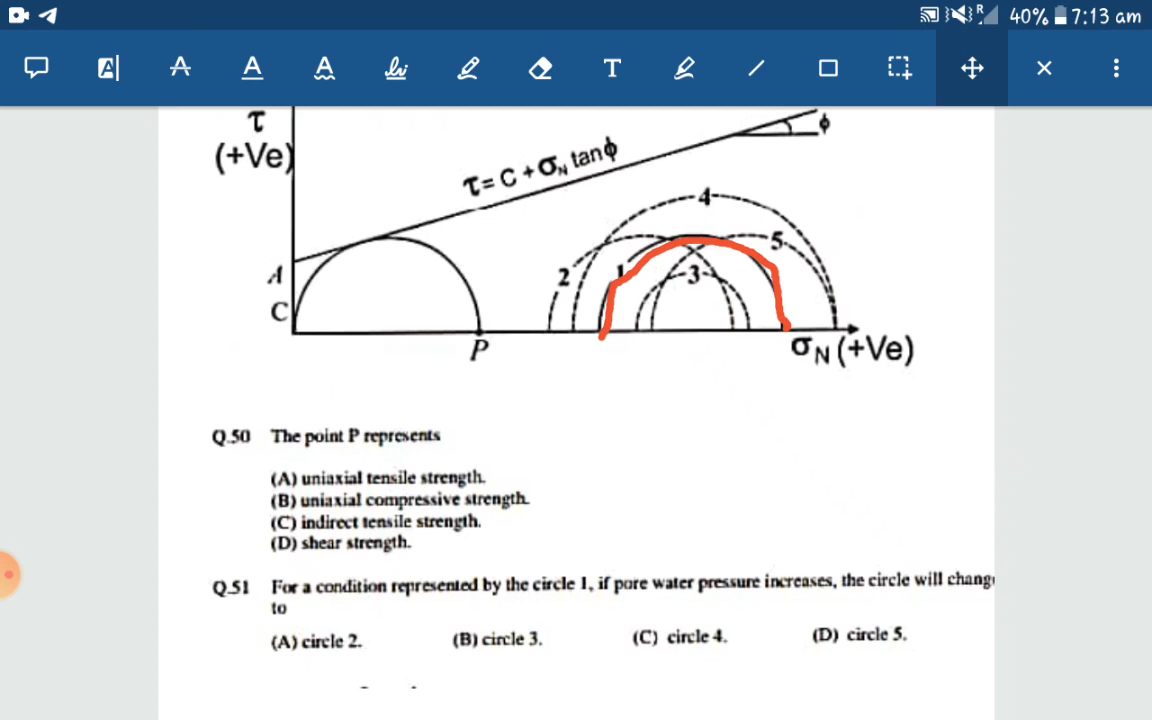 R 40% 7:13 am
A A A A T
τ
(+Ve)
τ = C + σN tanϕ
ϕ
4
5
2
1
3
A
C
P
σN (+Ve)
Q.50 The point P represents
(A) uniaxial tensile strength.
(B) uniaxial compressive strength.
(C) indirect tensile strength.
(D) shear strength.
Q.51 For a condition represented by the circle 1, if pore water pressure increases, the circle will chang
to
(A) circle 2. (B) circle 3. (C) circle 4. (D) circle 5.